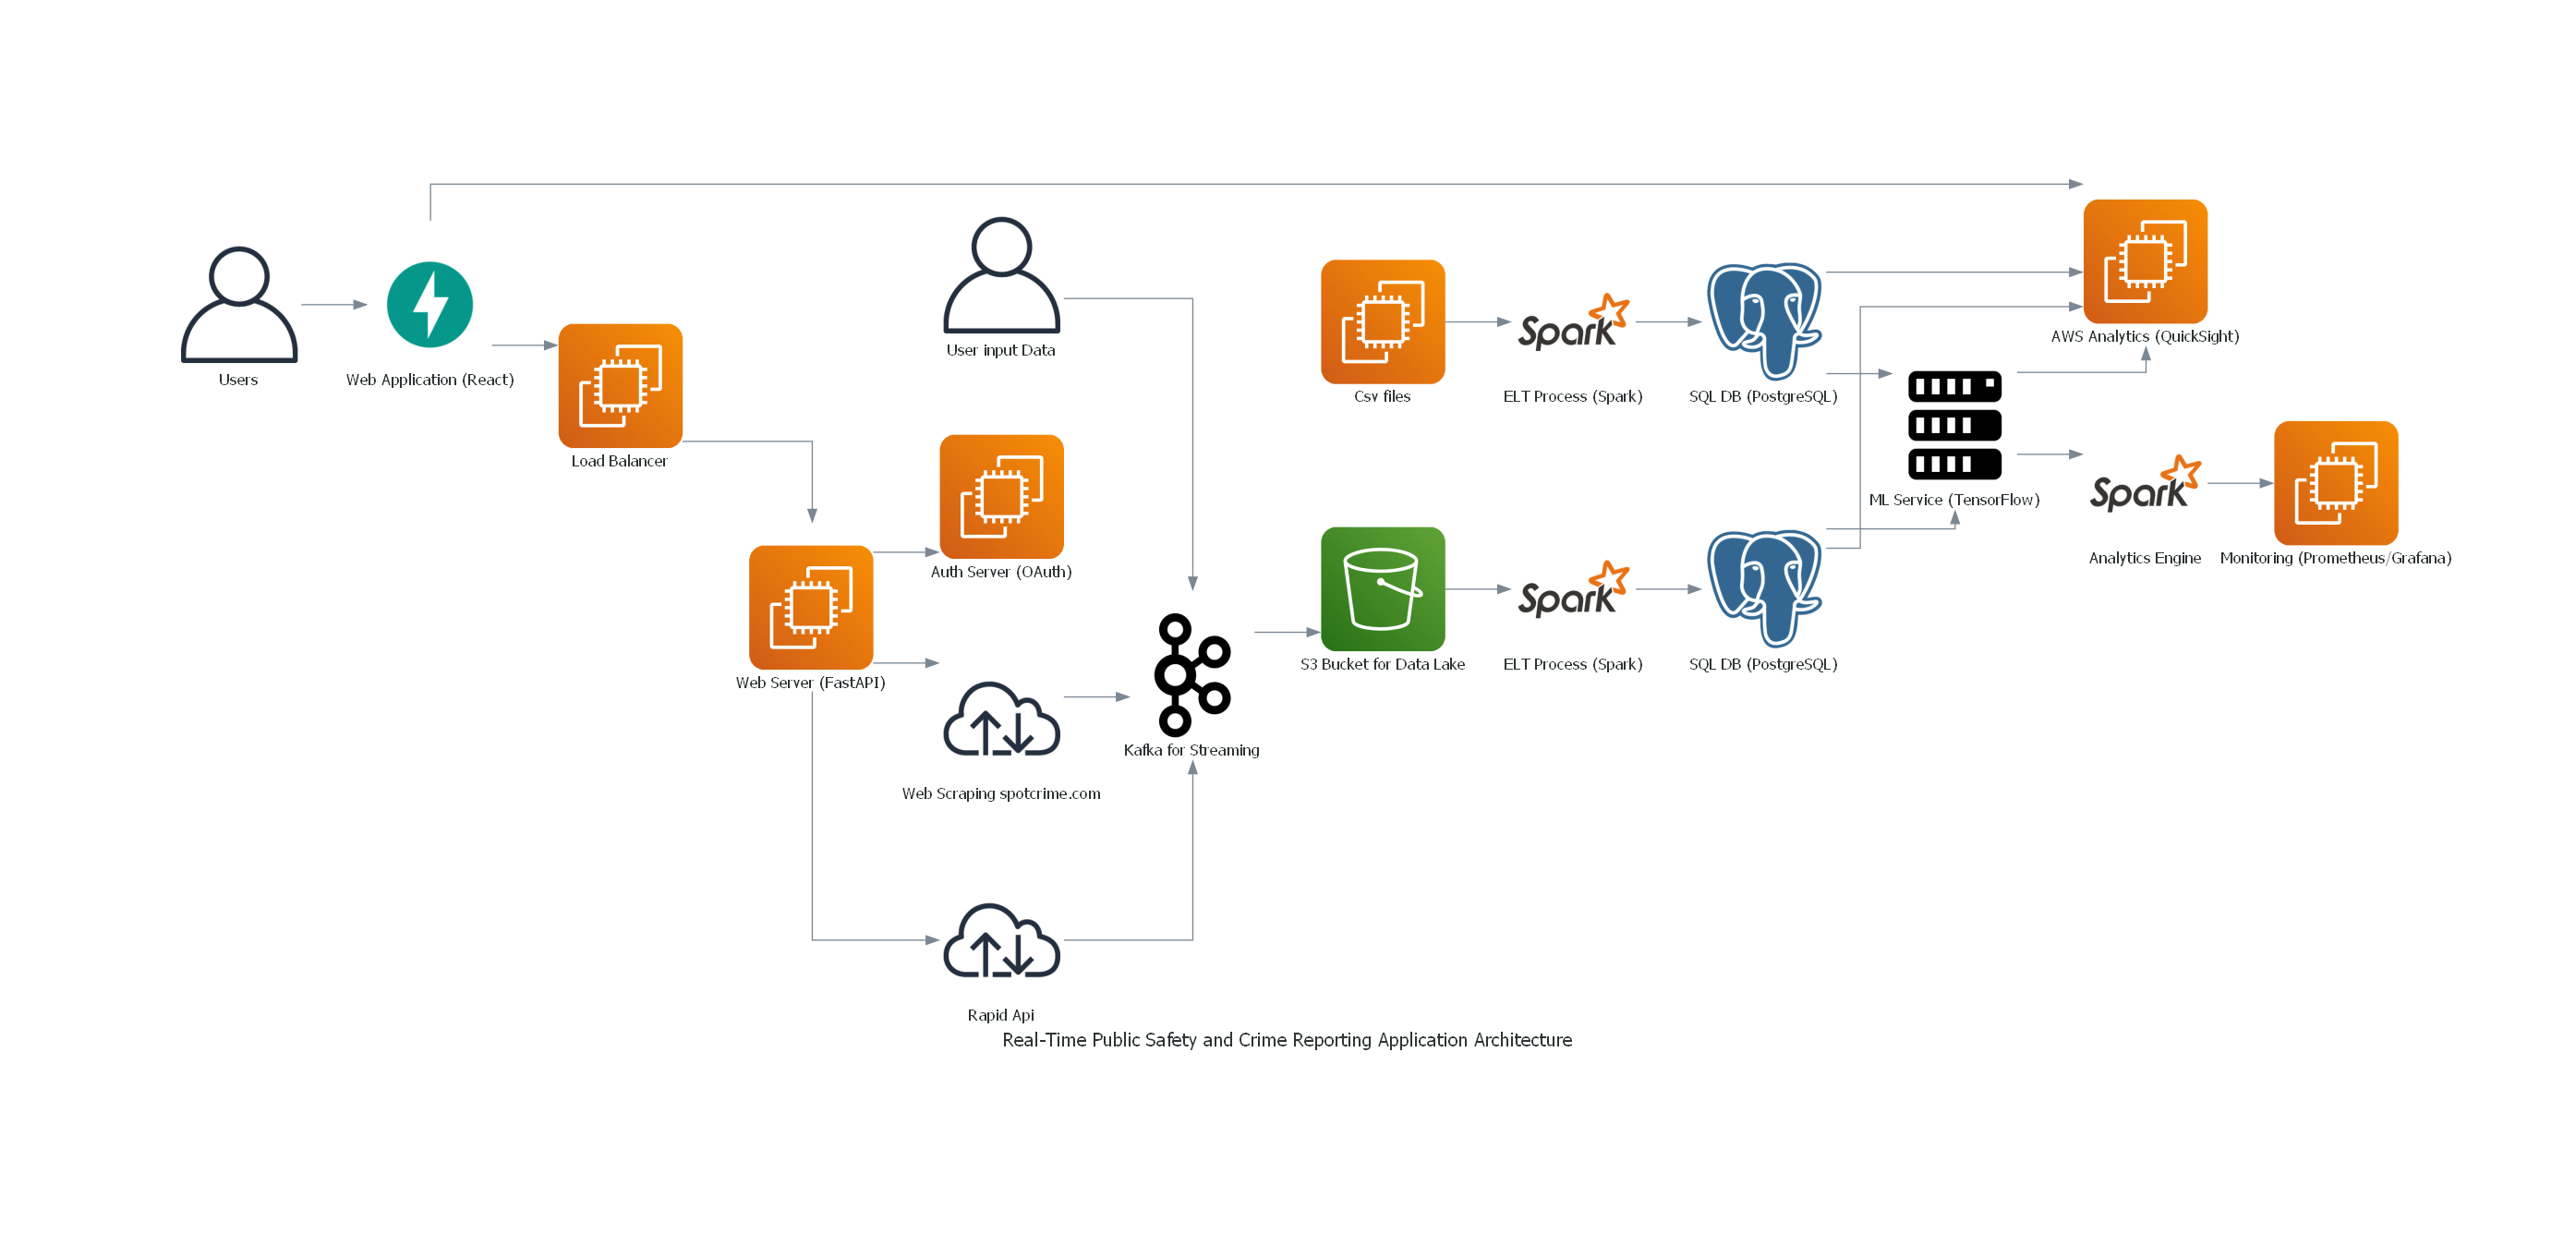 Users
Web Application (React)
Load Balancer
User input Data
Auth Server (OAuth)
Web Server (FastAPI)
Web Scraping spotcrime.com
Rapid Api
Kafka for Streaming
Csv files
Spark
ELT Process (Spark)
SQL DB (PostgreSQL)
S3 Bucket for Data Lake
Spark
ELT Process (Spark)
SQL DB (PostgreSQL)
ML Service (TensorFlow)
AWS Analytics (QuickSight)
Spark
Analytics Engine
Monitoring (Prometheus/Grafana)
Real-Time Public Safety and Crime Reporting Application Architecture